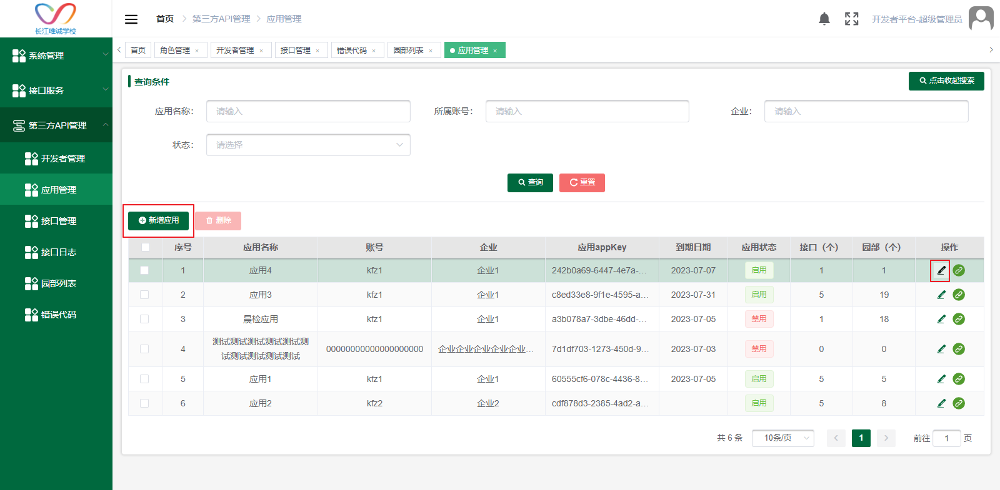 长江唯诚学校
首页 第三方API管理 应用管理
开发者平台-超级管理员
首页 角色管理 开发者管理 接口管理 错误代码 园部列表 应用管理
系统管理
接口服务
第三方API管理
开发者管理
应用管理
接口管理
接口日志
园部列表
错误代码
查询条件
点击收起搜索
应用名称： 请输入 所属账号： 请输入 企业： 请输入
状态： 请选择
查询 重置
新增应用 删除
序号 应用名称 账号 企业 应用appKey 到期日期 应用状态 接口（个） 园部（个） 操作
1 应用4 kfz1 企业1 242b0a69-6447-4e7a-... 2023-07-07 启用 1 1
2 应用3 kfz1 企业1 c8ed33e8-9f1e-4595-a... 2023-07-31 启用 5 19
3 晨检应用 kfz1 企业1 a3b078a7-3dbe-46dd-... 2023-07-05 禁用 1 18
4 测试测试测试测试测试测试测试测试测试测试 00000000000000000000 企业企业企业企业企业... 7d1df703-1273-450d-9... 2023-07-03 禁用 0 0
5 应用1 kfz1 企业1 60555cf6-078c-4436-8... 2023-07-05 启用 5 5
6 应用2 kfz2 企业2 cdf878d3-2385-4ad2-a... 启用 5 8
共 6 条 10条/页 1 前往 1 页